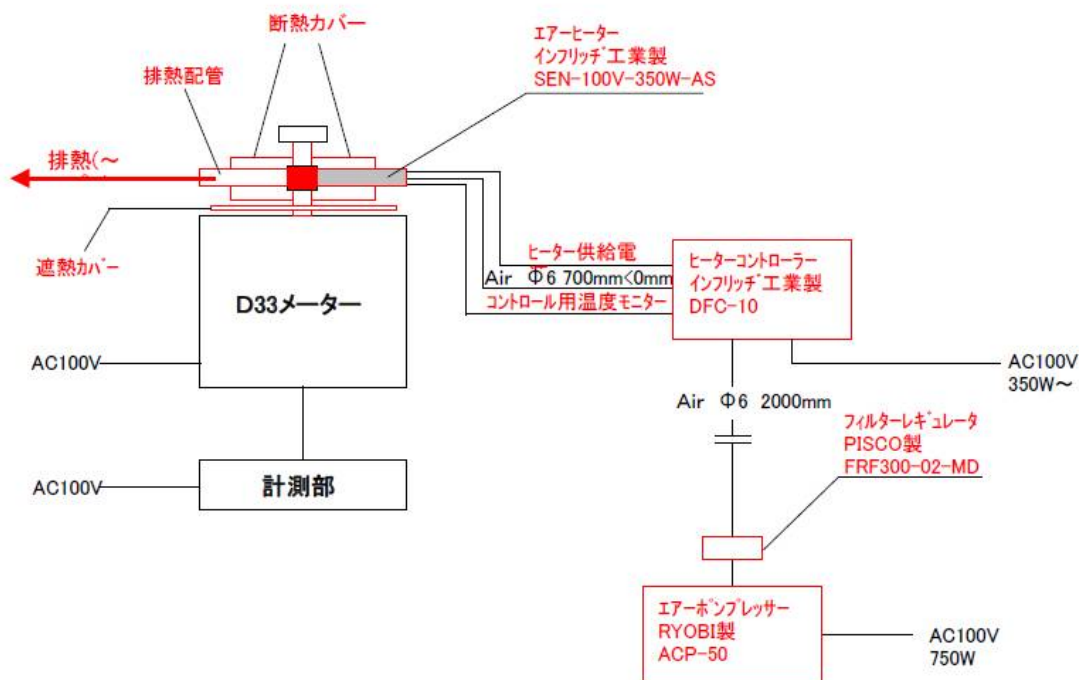 断熱カバー
エアーヒーター
インフリッヂ工業製
SEN-100V-350W-AS
排熱配管
排熱(～
遮熱カバー
ヒーター供給電
Air Φ6 700mm<0mm
コントロール用温度モニター
ヒーターコントローラー
インフリッヂ工業製
DFC-10
D33メーター
AC100V
AC100V
350W～
Air Φ6 2000mm
フィルターレギュレータ
PISCO製
FRF300-02-MD
計測部
AC100V
エアーポンプレッサー
RYOBI製
ACP-50
AC100V
750W